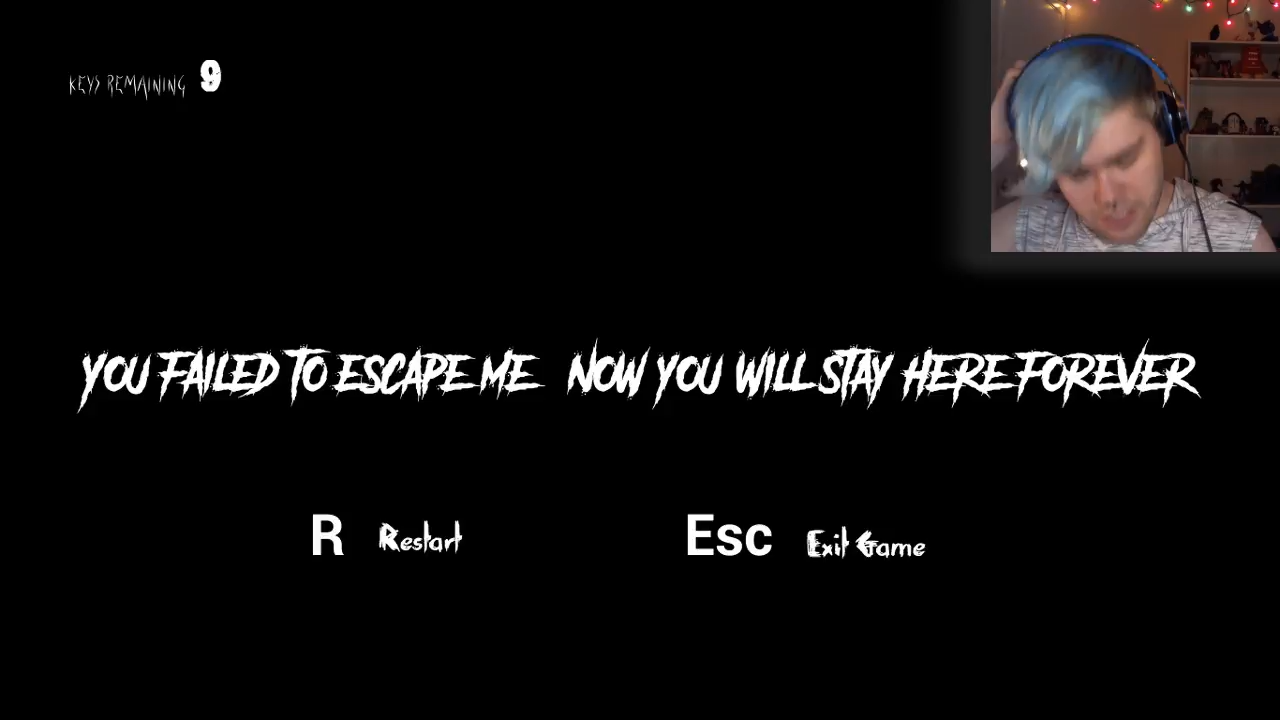 KEYS REMAINING 9
YOU FAILED TO ESCAPE ME NOW YOU WILL STAY HERE FOREVER
R Restart Esc Exit Game